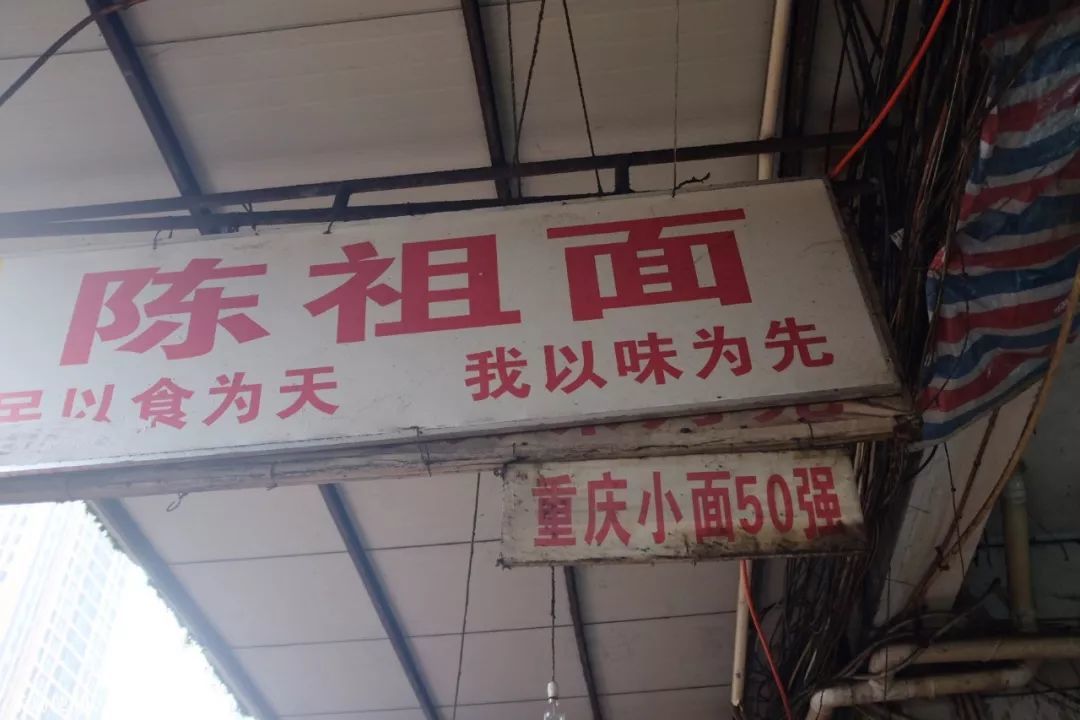 陈祖面
民以食为天 我以味为先
重庆小面50强